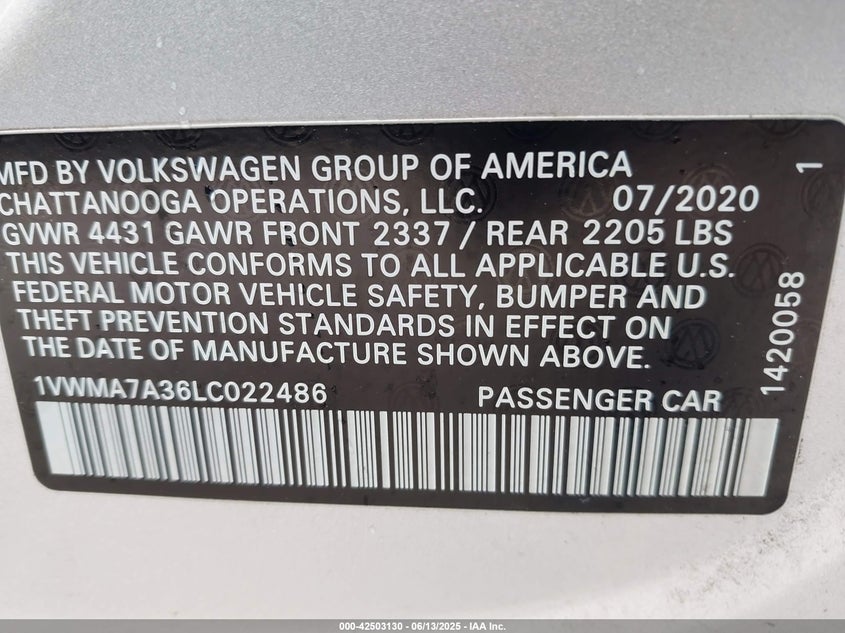 MFD BY VOLKSWAGEN GROUP OF AMERICA
CHATTANOOGA OPERATIONS, LLC. 07/2020
GVWR 4431 GAWR FRONT 2337 / REAR 2205 LBS
THIS VEHICLE CONFORMS TO ALL APPLICABLE U.S.
FEDERAL MOTOR VEHICLE SAFETY, BUMPER AND
THEFT PREVENTION STANDARDS IN EFFECT ON
THE DATE OF MANUFACTURE SHOWN ABOVE.
1VWMA7A36LC022486 PASSENGER CAR
1420058 1
000-42503130 - 06/13/2025 - IAA Inc.